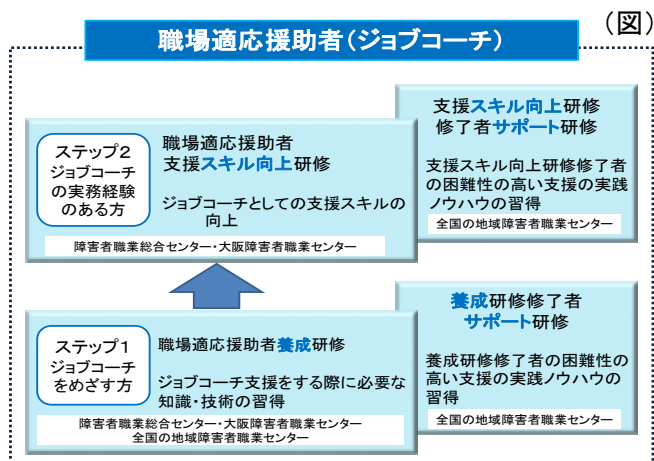 (図)
職場適応援助者(ジョブコーチ)
ステップ2
ジョブコーチ
の実務経験
のある方
職場適応援助者
支援スキル向上研修
ジョブコーチとしての支援スキルの
向上
障害者職業総合センター・大阪障害者職業センター
支援スキル向上研修
修了者サポート研修
支援スキル向上研修修了者
の困難性の高い支援の実践
ノウハウの習得
全国の地域障害者職業センター
ステップ1
ジョブコーチ
をめざす方
職場適応援助者養成研修
ジョブコーチ支援をする際に必要な
知識・技術の習得
障害者職業総合センター・大阪障害者職業センター
全国の地域障害者職業センター
養成研修修了者
サポート研修
養成研修修了者の困難性の
高い支援の実践ノウハウの
習得
全国の地域障害者職業センター